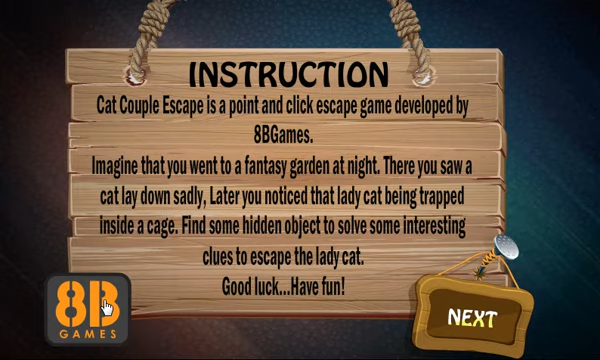 INSTRUCTION
Cat Couple Escape is a point and click escape game developed by
8BGames.
Imagine that you went to a fantasy garden at night. There you saw a
cat lay down sadly, Later you noticed that lady cat being trapped
inside a cage. Find some hidden object to solve some interesting
clues to escape the lady cat.
Good luck...Have fun!
8B
GAMES
NEXT